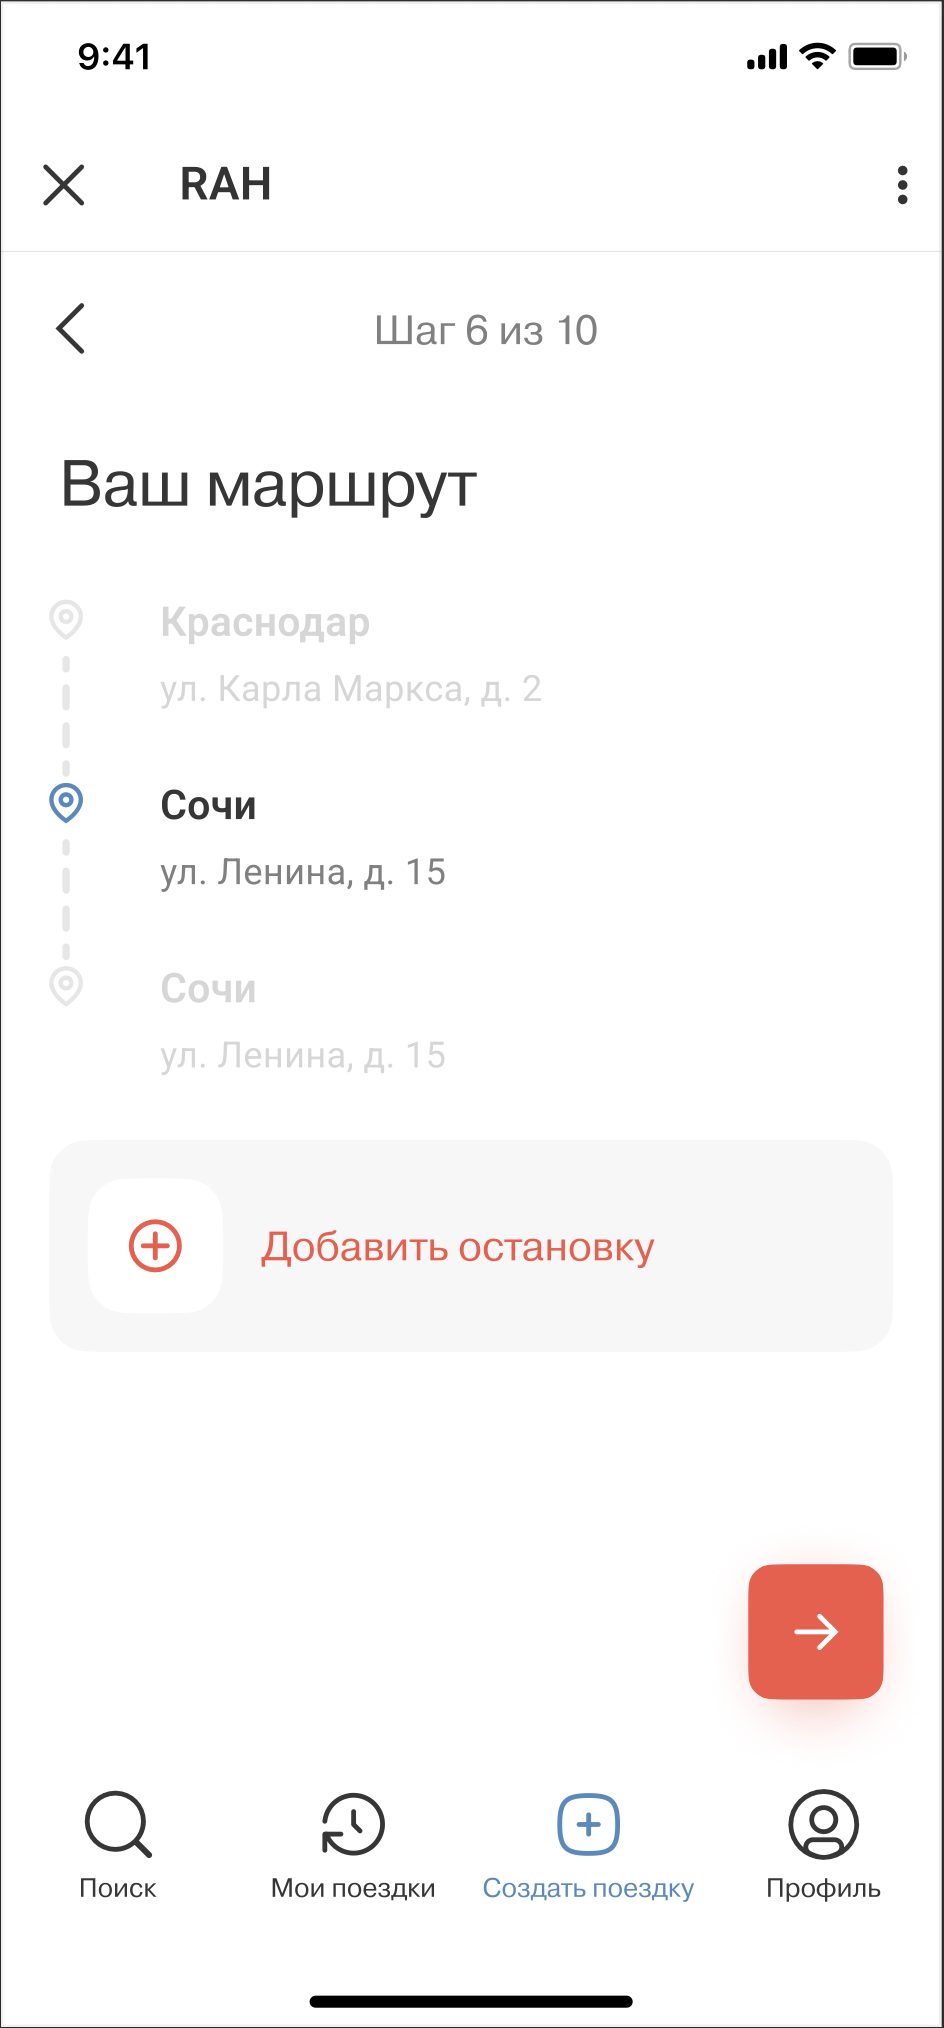 9:41
RAH
Шаг 6 из 10
Ваш маршрут
Краснодар
ул. Карла Маркса, д. 2
Сочи
ул. Ленина, д. 15
Сочи
ул. Ленина, д. 15
Добавить остановку
Поиск
Мои поездки
Создать поездку
Профиль